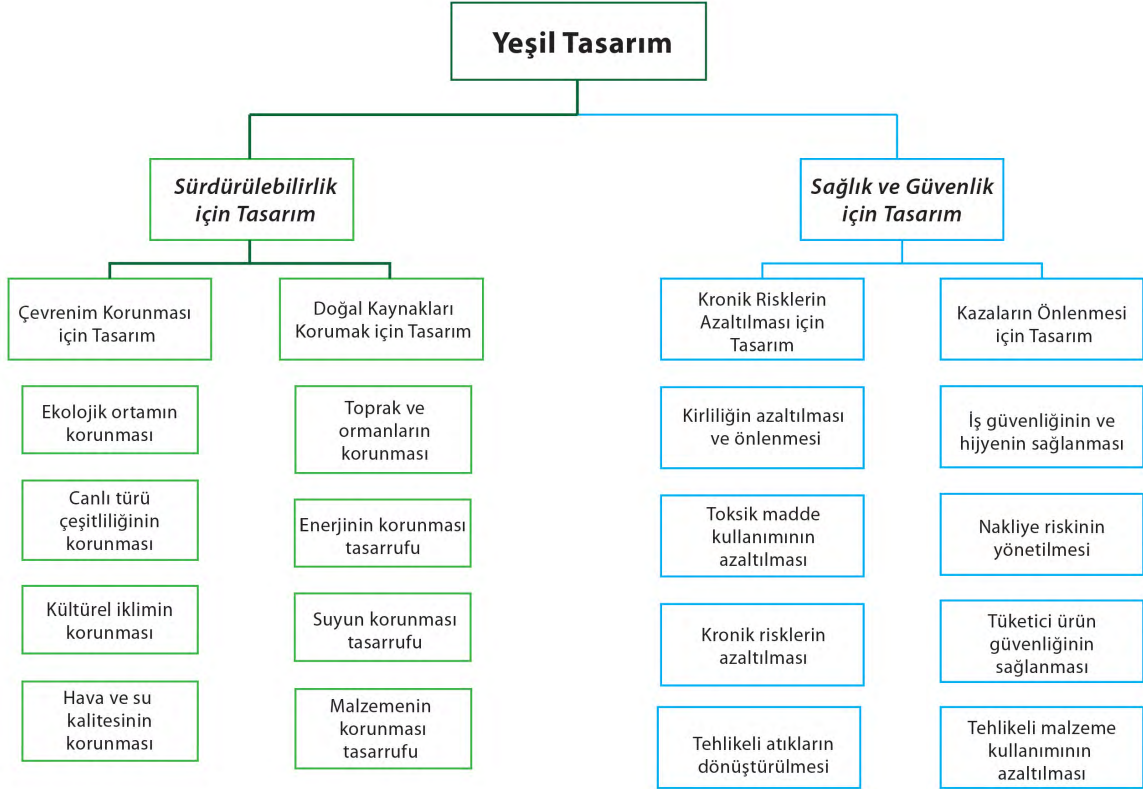 Yeşil Tasarım
Sürdürülebilirlik
için Tasarım
Sağlık ve Güvenlik
için Tasarım
Çevrenim Korunması
için Tasarım
Doğal Kaynakları
Korumak için Tasarım
Kronik Risklerin
Azaltılması için
Tasarım
Kazaların Önlenmesi
için Tasarım
Ekolojik ortamın
korunması
Canlı türü
çeşitliliğinin
korunması
Kültürel iklimin
korunması
Hava ve su
kalitesinin
korunması
Toprak ve
ormanların
korunması
Enerjinin korunması
tasarrufu
Suyun korunması
tasarrufu
Malzemenin
korunması
tasarrufu
Kirliliğin azaltılması
ve önlenmesi
Toksik madde
kullanımının
azaltılması
Kronik risklerin
azaltılması
Tehlikeli atıkların
dönüştürülmesi
İş güvenliğinin ve
hijyenin sağlanması
Nakliye riskinin
yönetilmesi
Tüketici ürün
güvenliğinin
sağlanması
Tehlikeli malzeme
kullanımının
azaltılması